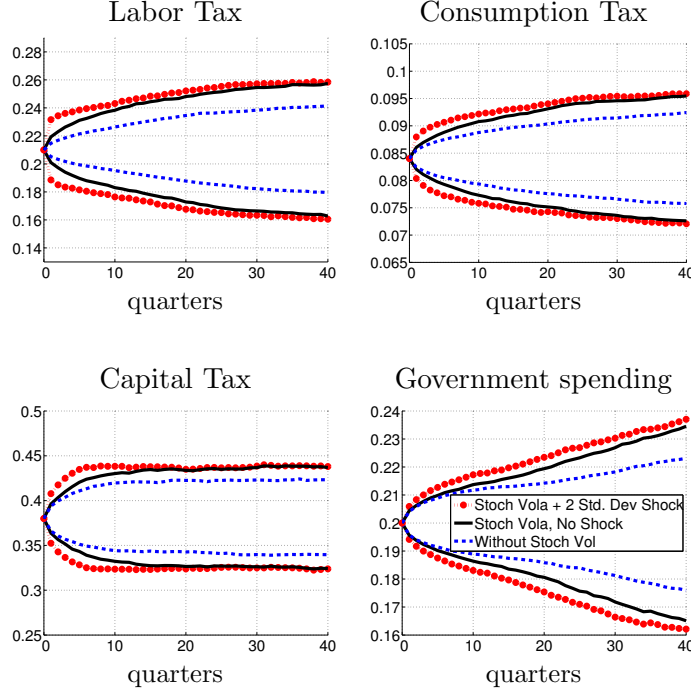 Labor Tax
0.28
0.26
0.24
0.22
0.2
0.18
0.16
0.14
0 10 20 30 40
quarters
Consumption Tax
0.105
0.1
0.095
0.09
0.085
0.08
0.075
0.07
0.065
0 10 20 30 40
quarters
Capital Tax
0.5
0.45
0.4
0.35
0.3
0.25
0 10 20 30 40
quarters
Government spending
0.24
0.23
0.22
0.21
0.2
0.19
0.18
0.17
0.16
0 10 20 30 40
Stoch Vola + 2 Std. Dev Shock
Stoch Vola, No Shock
Without Stoch Vol
quarters